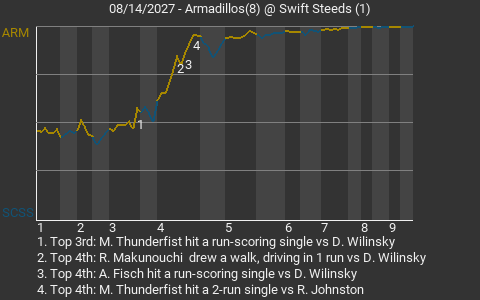 08/14/2027 - Armadillos(8) @ Swift Steeds (1)
ARM
4
23
1
SCSS
1 2 3 4 5 6 7 8 9
1. Top 3rd: M. Thunderfist hit a run-scoring single vs D. Wilinsky
2. Top 4th: R. Makunouchi  drew a walk, driving in 1 run vs D. Wilinsky
3. Top 4th: A. Fisch hit a run-scoring single vs D. Wilinsky
4. Top 4th: M. Thunderfist hit a 2-run single vs R. Johnston